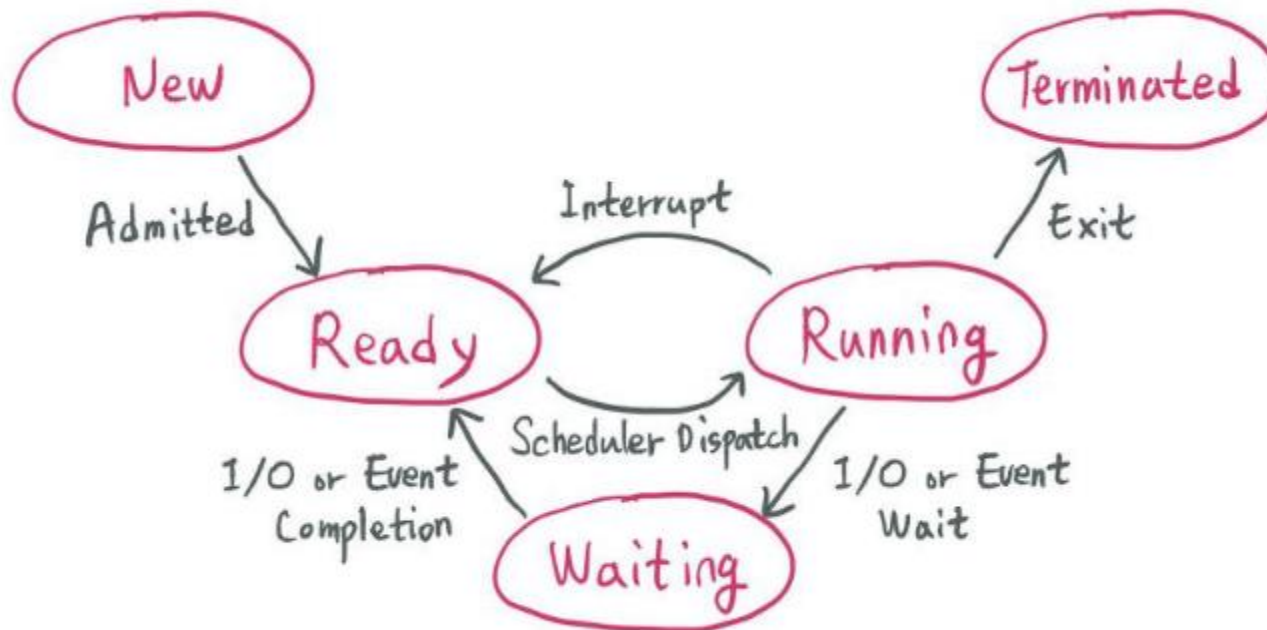 New
Terminated
Admitted
Interrupt
Exit
Ready
Running
Scheduler Dispatch
I/O or Event
Completion
I/O or Event
Wait
Waiting